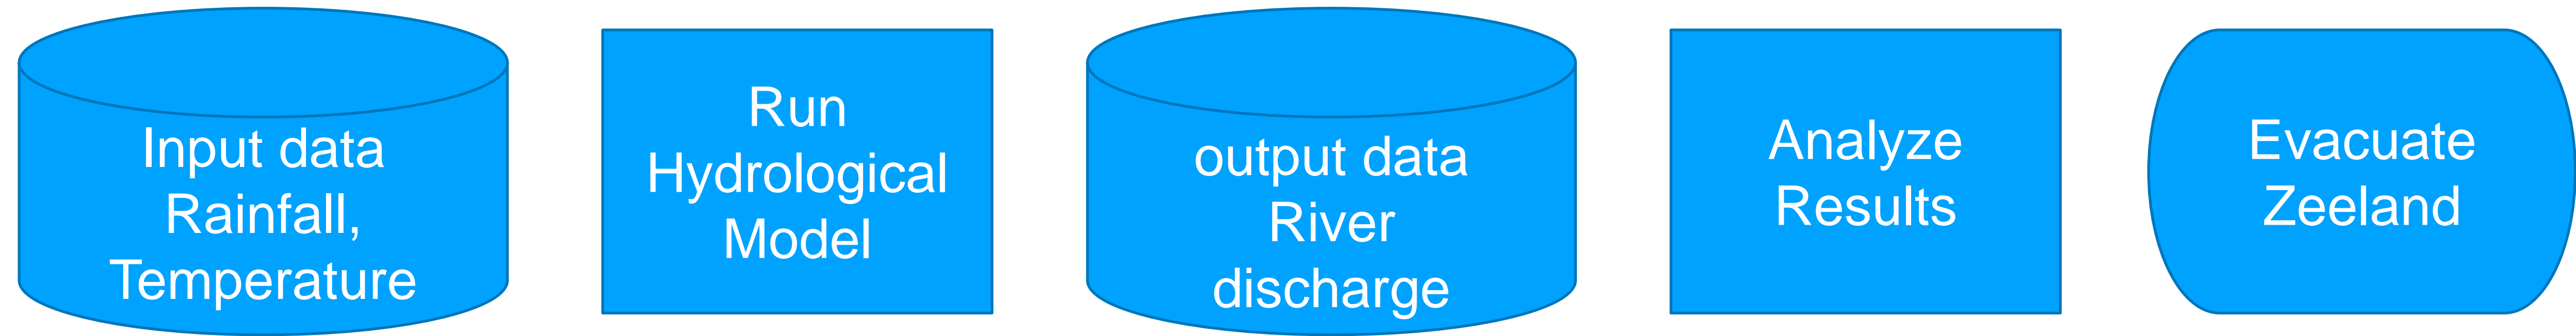 Input data
Rainfall,
Temperature
Run
Hydrological
Model
output data
River
discharge
Analyze
Results
Evacuate
Zeeland